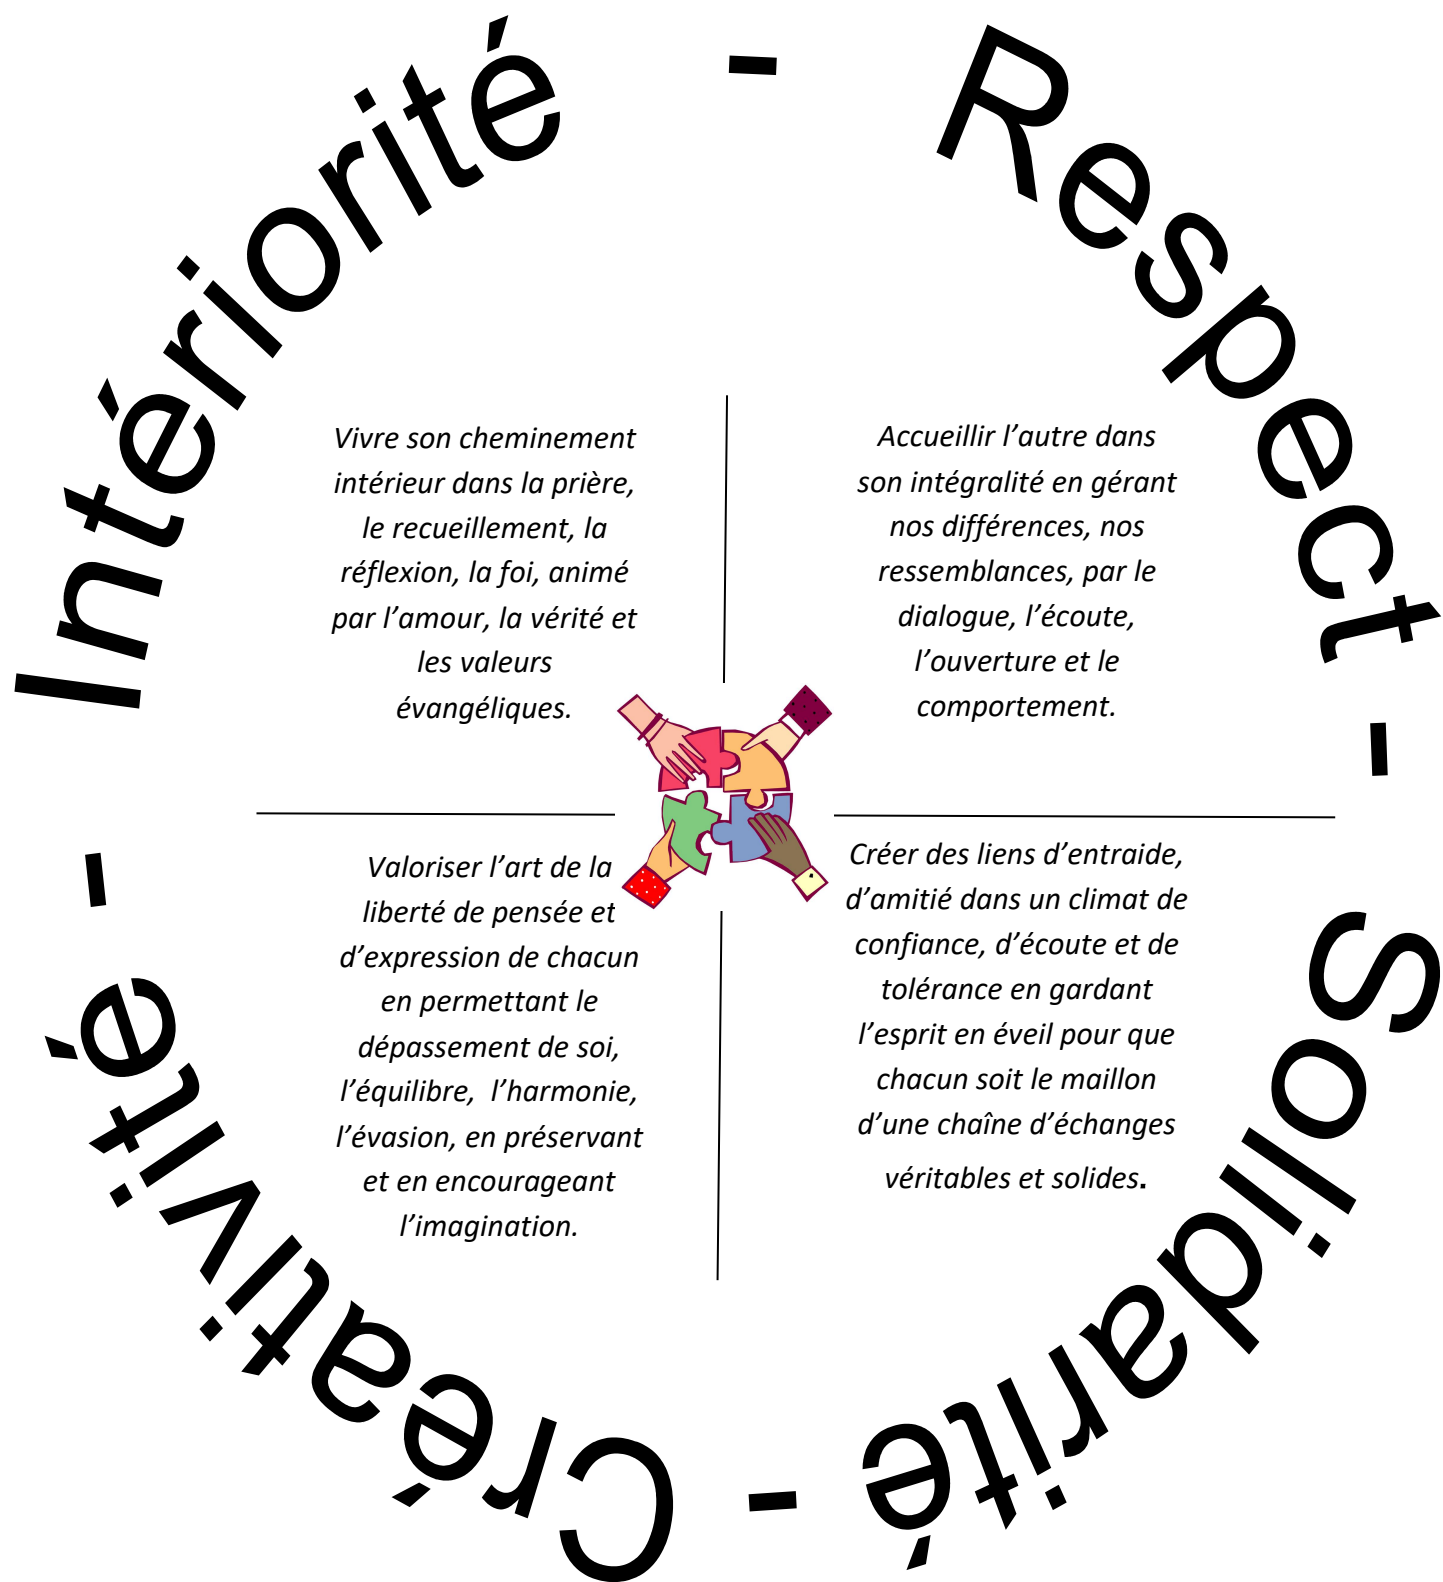 Intériorité - Respect - Solidarité - Créativité -
Vivre son cheminement
intérieur dans la prière,
le recueillement, la
réflexion, la foi, animé
par l’amour, la vérité et
les valeurs
évangéliques.
Accueillir l’autre dans
son intégralité en gérant
nos différences, nos
ressemblances, par le
dialogue, l’écoute,
l’ouverture et le
comportement.
Valoriser l’art de la
liberté de pensée et
d’expression de chacun
en permettant le
dépassement de soi,
l’équilibre,  l’harmonie,
l’évasion, en préservant
et en encourageant
l’imagination.
Créer des liens d’entraide,
d’amitié dans un climat de
confiance, d’écoute et de
tolérance en gardant
l’esprit en éveil pour que
chacun soit le maillon
d’une chaîne d’échanges
véritables et solides.